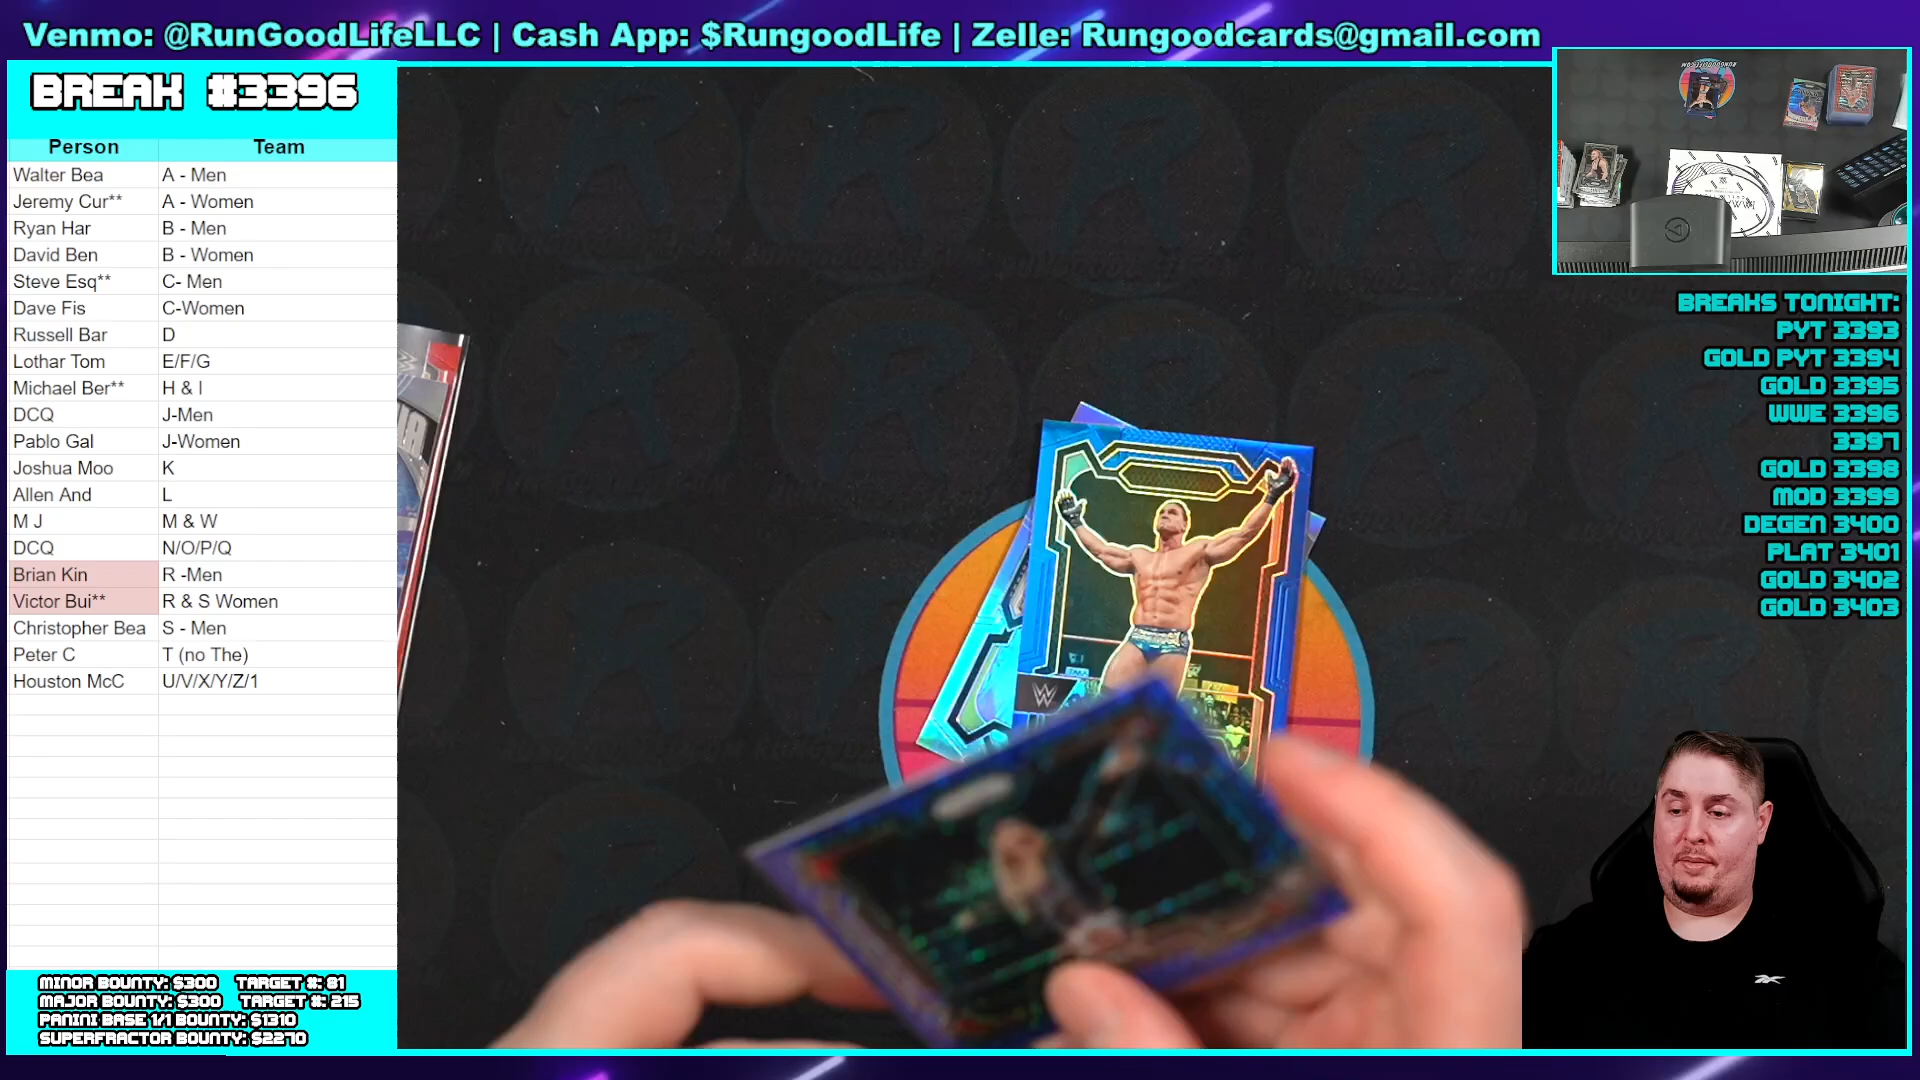 Venmo: @RunGoodLifeLLC | Cash App: $RungoodLife | Zelle: Rungoodcards@gmail.com
BREAK #3396
Person Team
Walter Bea A - Men
Jeremy Cur** A - Women
Ryan Har B - Men
David Ben B - Women
Steve Esq** C- Men
Dave Fis C-Women
Russell Bar D
Lothar Tom E/F/G
Michael Ber** H & I
DCQ J-Men
Pablo Gal J-Women
Joshua Moo K
Allen And L
M J M & W
DCQ N/O/P/Q
Brian Kin R -Men
Victor Bui** R & S Women
Christopher Bea S - Men
Peter C T (no The)
Houston McC U/V/X/Y/Z/1
MINOR BOUNTY: $300 TARGET #: 81
MAJOR BOUNTY: $300 TARGET #: 215
PANINI BASE 1/1 BOUNTY: $1310
SUPERFRACTOR BOUNTY: $2270
BREAKS TONIGHT:
PYT 3393
GOLD PYT 3394
GOLD 3395
WWE 3396
3397
GOLD 3398
MOD 3399
DEGEN 3400
PLAT 3401
GOLD 3402
GOLD 3403